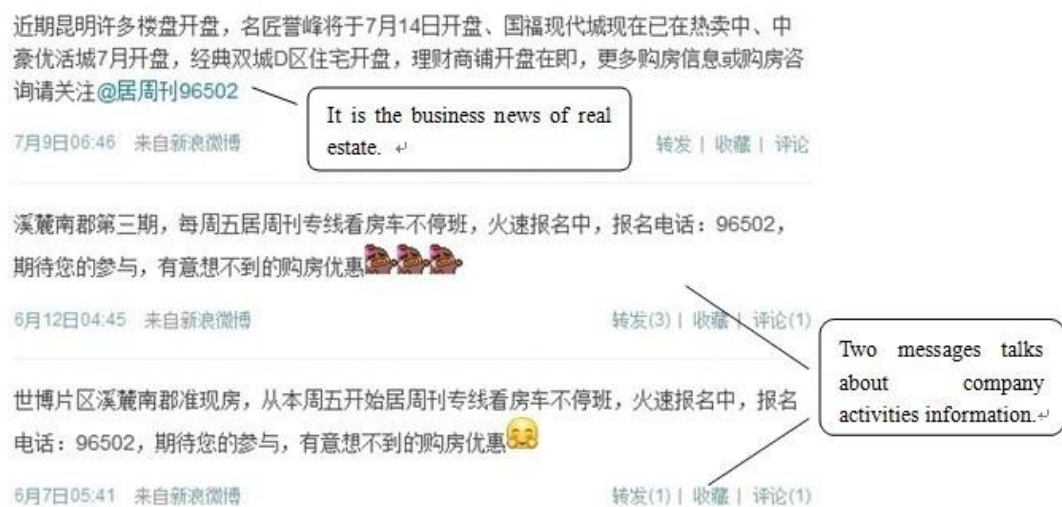 近期昆明许多楼盘开盘，名匠誉峰将于7月14日开盘、国福现代城现在已在热卖中、中
豪优活城7月开盘，经典双城D区住宅开盘，理财商铺开盘在即，更多购房信息或购房咨
询请关注@居周刊96502
It is the business news of real
estate.
7月9日06:46 来自新浪微博 转发 | 收藏 | 评论
溪麓南郡第三期，每周五居周刊专线看房车不停班，火速报名中，报名电话：96502，
期待您的参与，有意想不到的购房优惠
6月12日04:45 来自新浪微博 转发(3) | 收藏 | 评论(1)
Two messages talks
about company
activities information.
世博片区溪麓南郡准现房，从本周五开始居周刊专线看房车不停班，火速报名中，报名
电话：96502，期待您的参与，有意想不到的购房优惠
6月7日05:41 来自新浪微博 转发(1) | 收藏 | 评论(1)